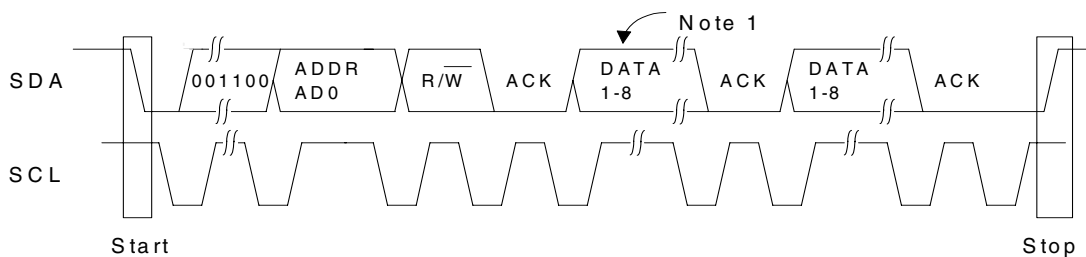 Note 1
SDA 001100 ADDR AD0 R/W ACK DATA 1-8 ACK DATA 1-8 ACK
SCL
Start Stop